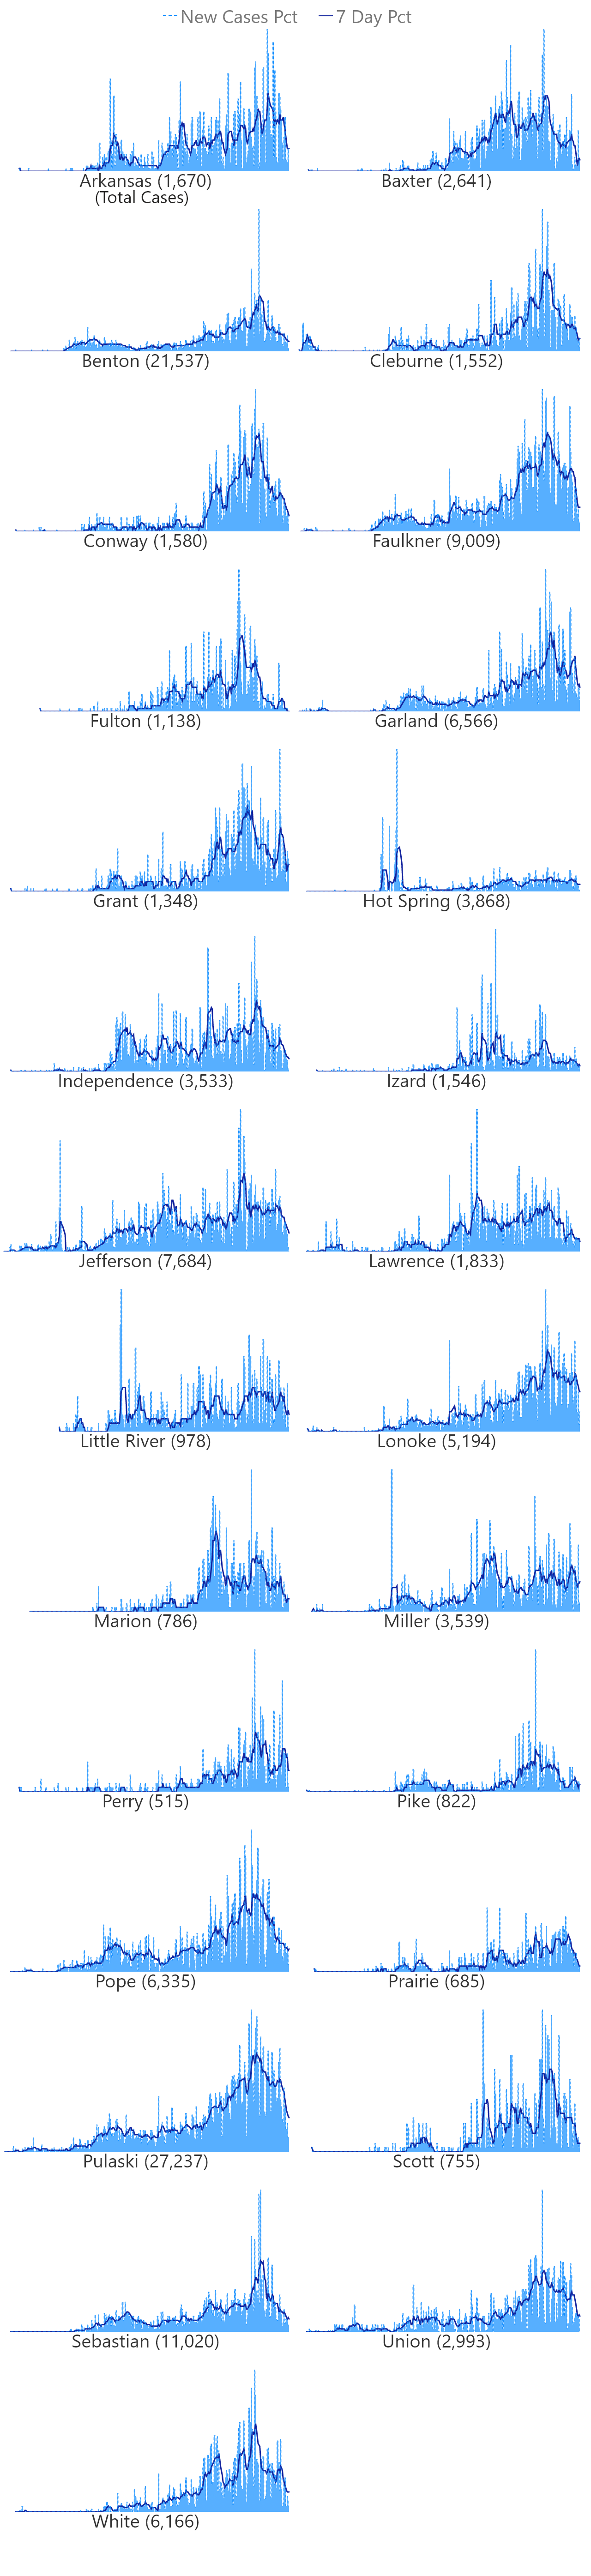 New Cases Pct 7 Day Pct
Arkansas (1,670) Baxter (2,641)
(Total Cases)
Benton (21,537) Cleburne (1,552)
Conway (1,580) Faulkner (9,009)
Fulton (1,138) Garland (6,566)
Grant (1,348) Hot Spring (3,868)
Independence (3,533) Izard (1,546)
Jefferson (7,684) Lawrence (1,833)
Little River (978) Lonoke (5,194)
Marion (786) Miller (3,539)
Perry (515) Pike (822)
Pope (6,335) Prairie (685)
Pulaski (27,237) Scott (755)
Sebastian (11,020) Union (2,993)
White (6,166)